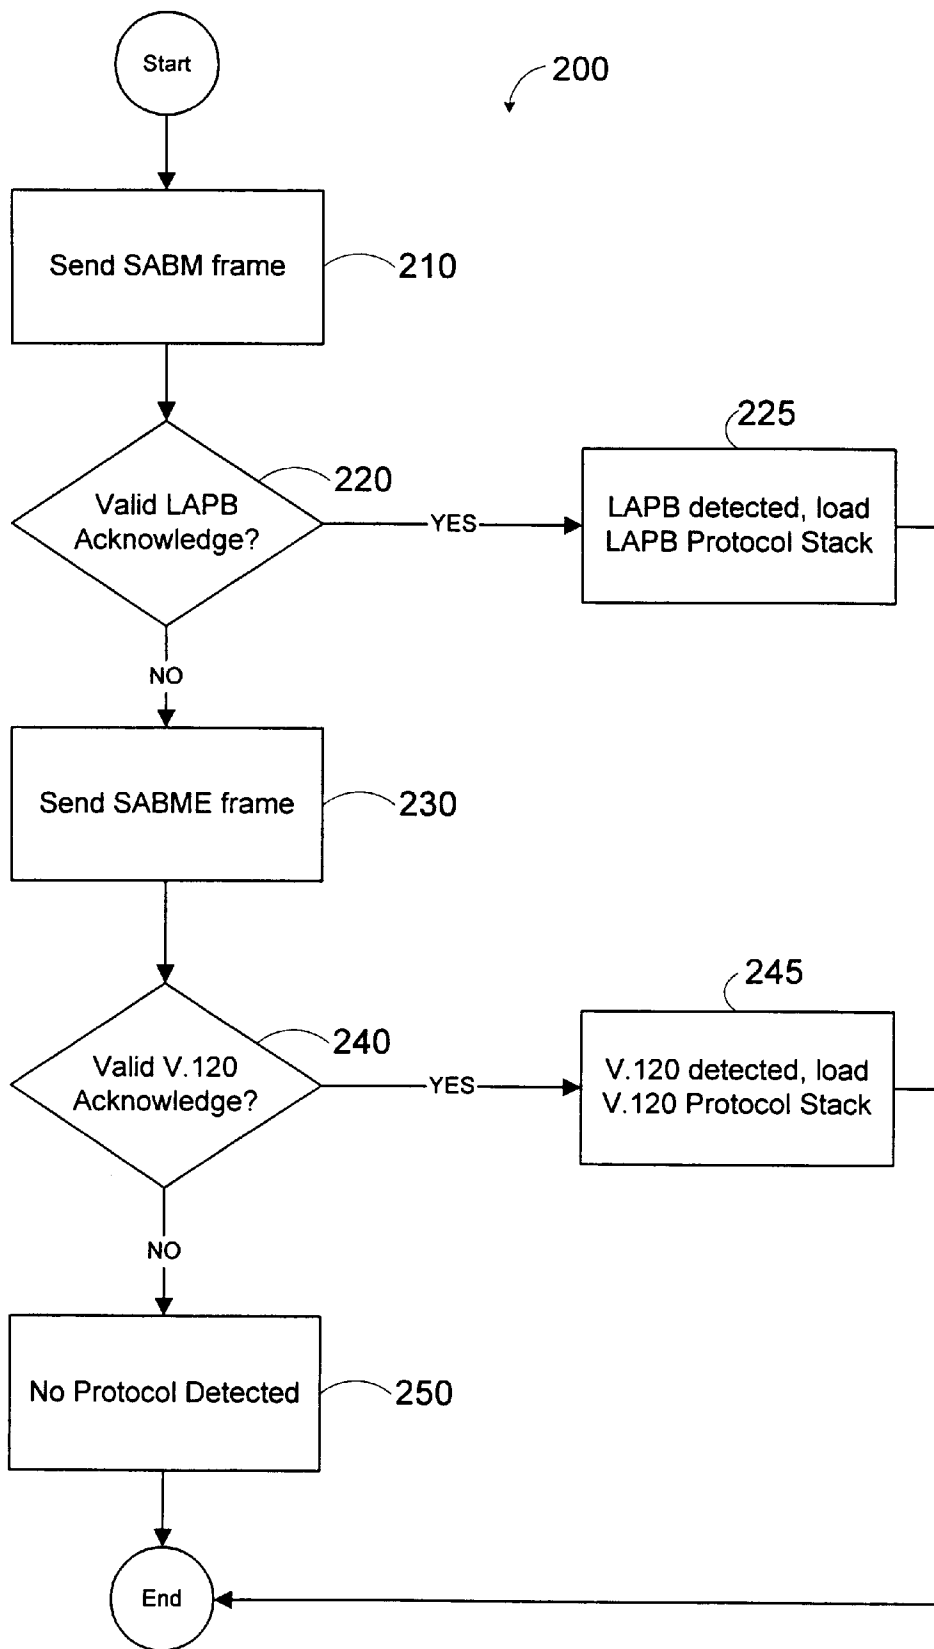 Start
200
Send SABM frame
210
Valid LAPB
Acknowledge?
220
YES
225
LAPB detected, load
LAPB Protocol Stack
NO
Send SABME frame
230
Valid V.120
Acknowledge?
240
YES
245
V.120 detected, load
V.120 Protocol Stack
NO
No Protocol Detected
250
End